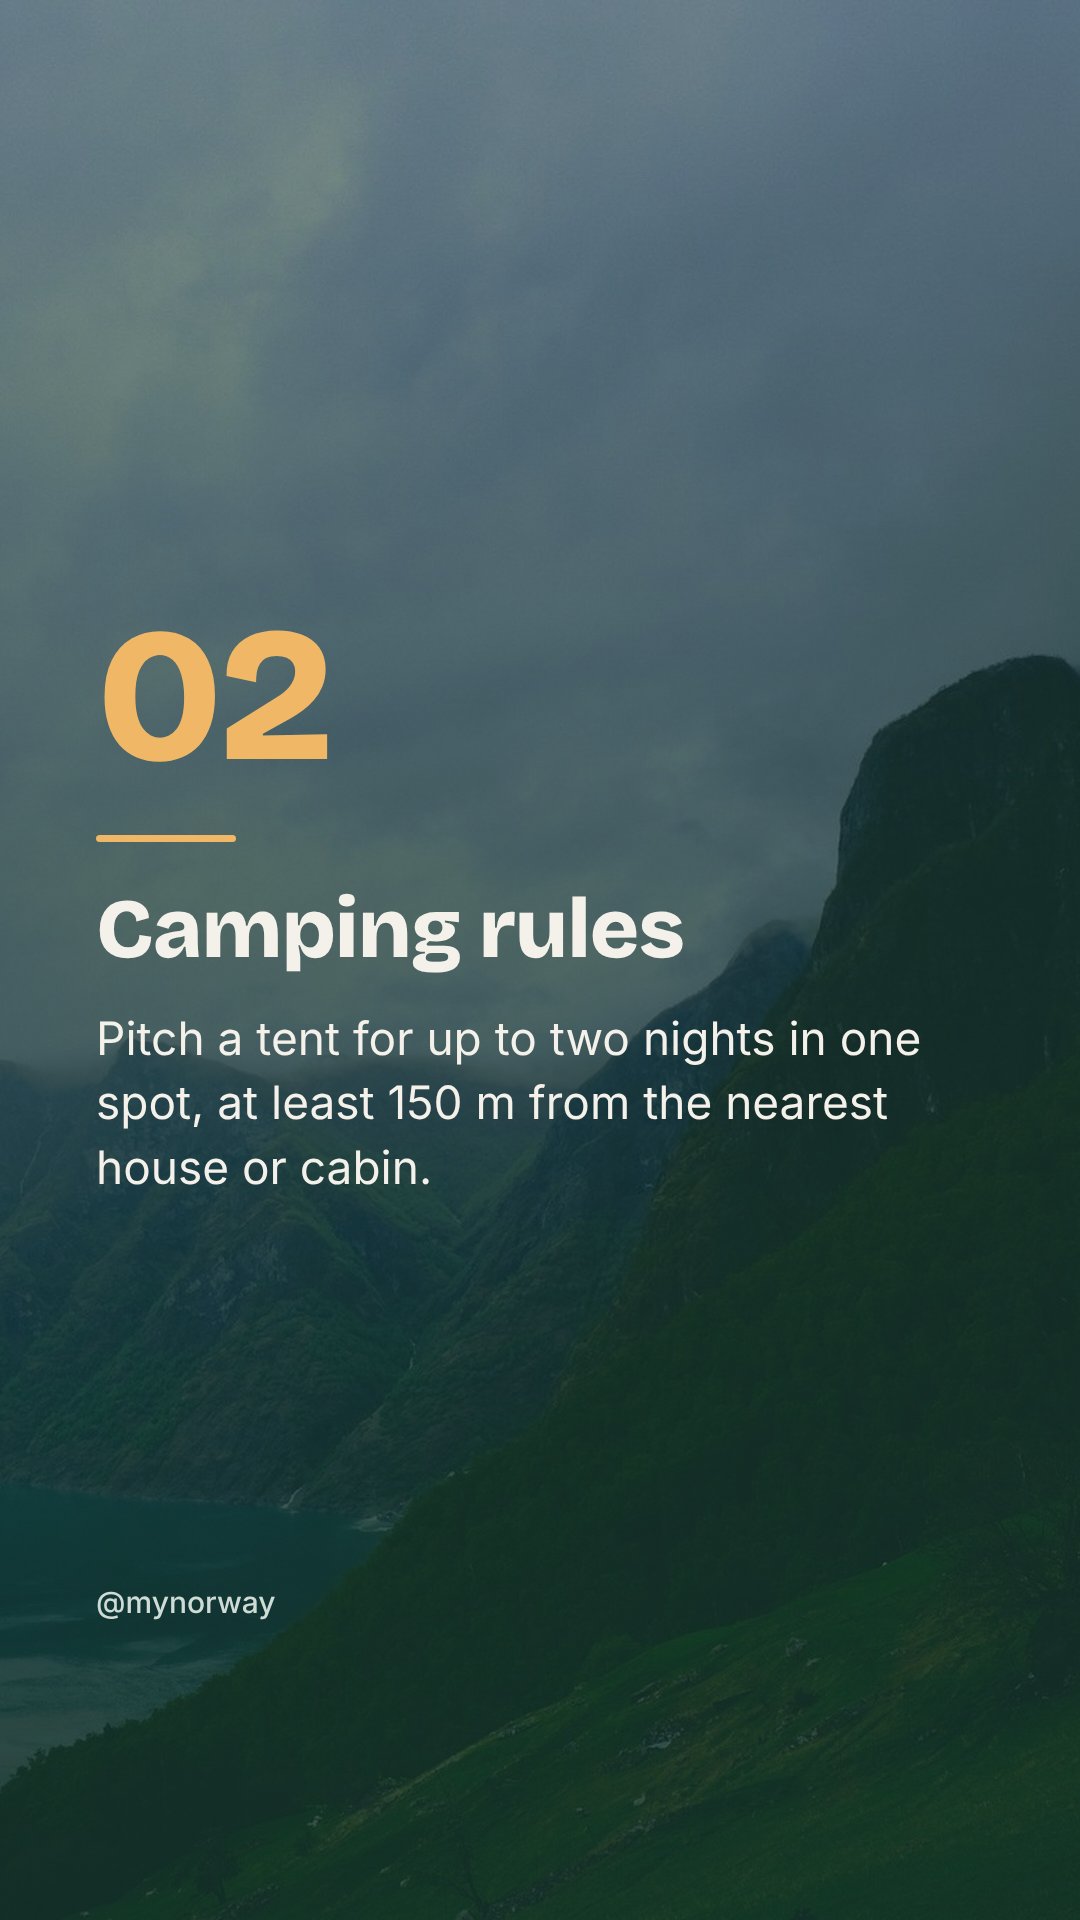 02
Camping rules
Pitch a tent for up to two nights in one
spot, at least 150 m from the nearest
house or cabin.
@mynorway